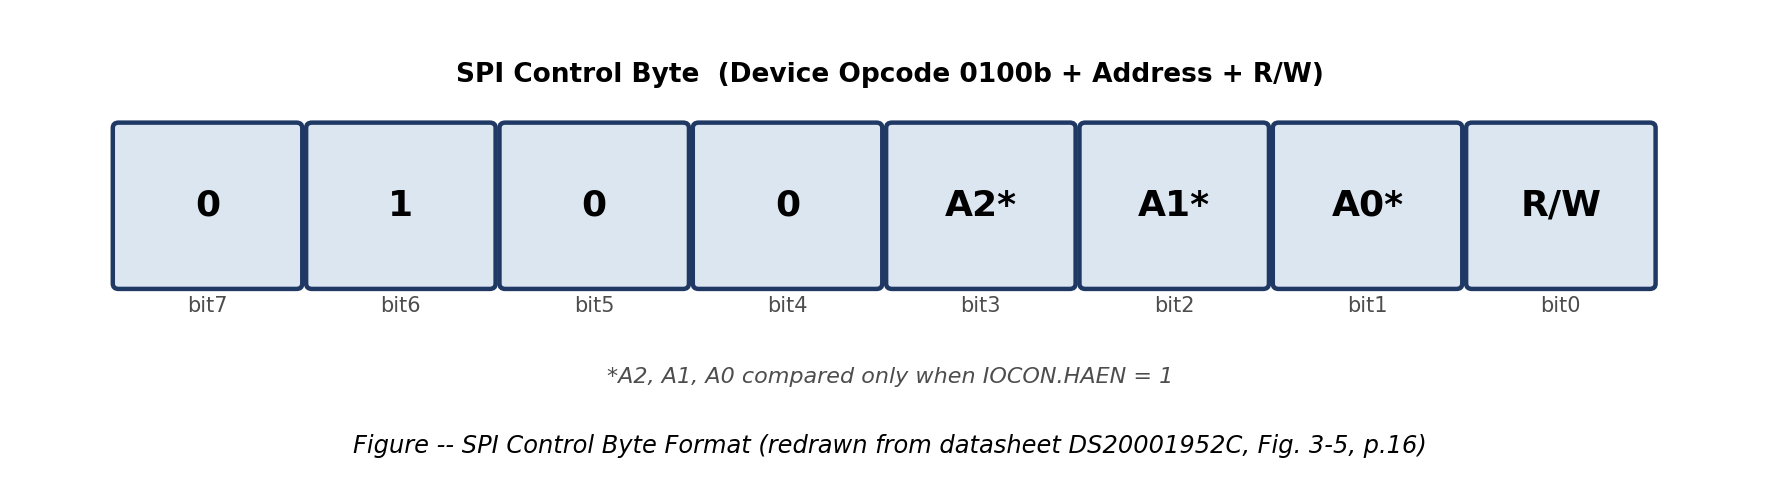 SPI Control Byte  (Device Opcode 0100b + Address + R/W)
0 1 0 0 A2* A1* A0* R/W
bit7 bit6 bit5 bit4 bit3 bit2 bit1 bit0
*A2, A1, A0 compared only when IOCON.HAEN = 1
Figure -- SPI Control Byte Format (redrawn from datasheet DS20001952C, Fig. 3-5, p.16)